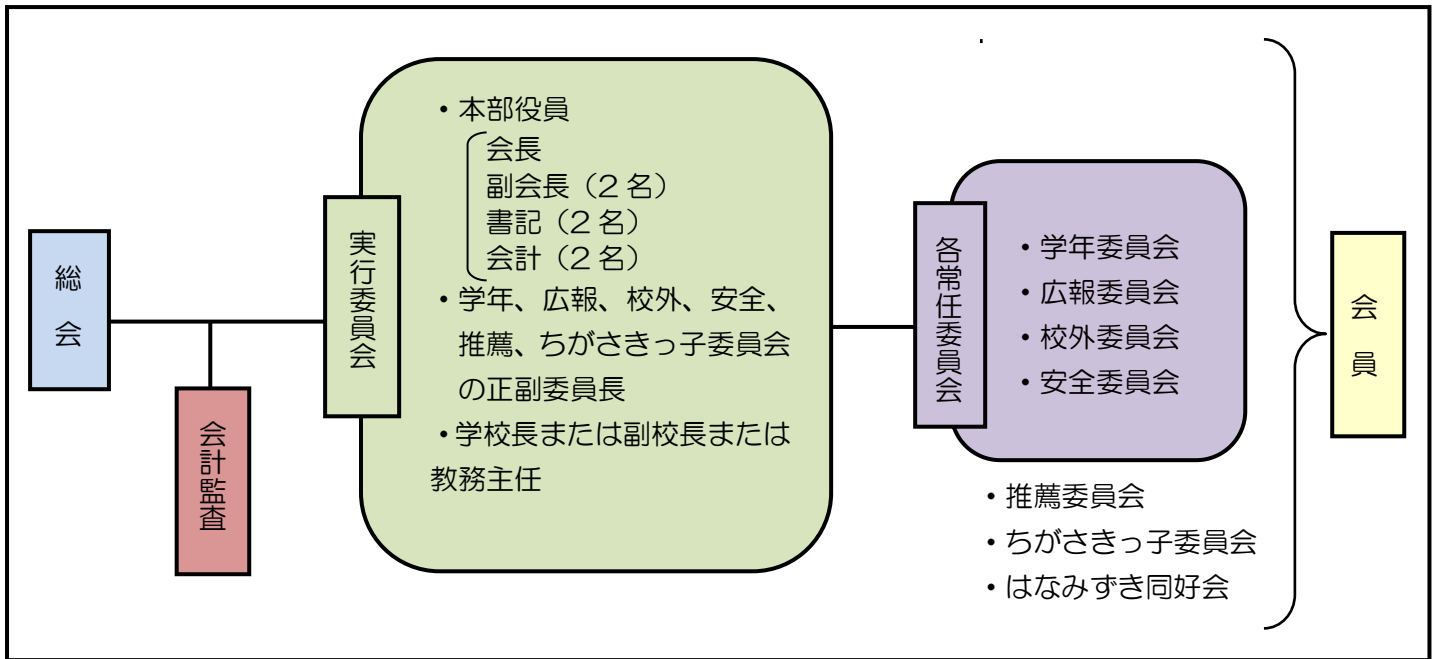 総会
会計監査
実行委員会
・本部役員
会長
副会長（２名）
書記（２名）
会計（２名）
・学年、広報、校外、安全、
推薦、ちがさきっ子委員会
の正副委員長
・学校長または副校長または
教務主任
各常任委員会
・学年委員会
・広報委員会
・校外委員会
・安全委員会
・推薦委員会
・ちがさきっ子委員会
・はなみずき同好会
会員